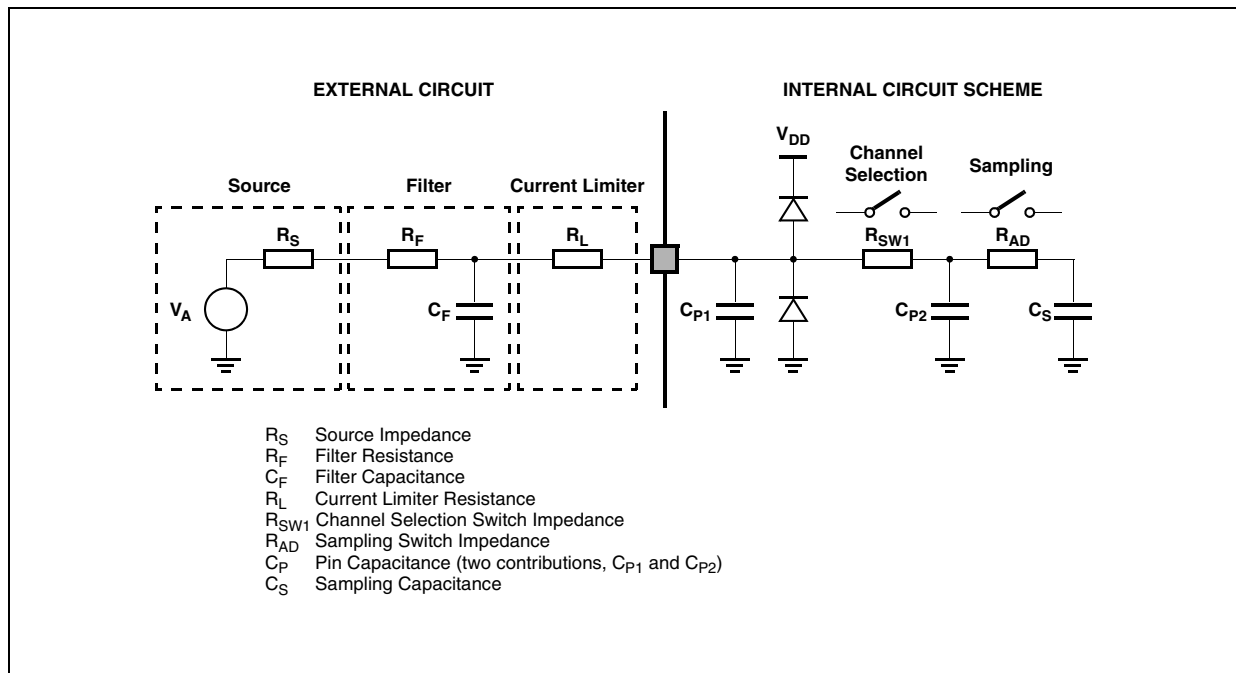 EXTERNAL CIRCUIT
INTERNAL CIRCUIT SCHEME
VDD
Channel
Selection
Sampling
Source
Filter
Current Limiter
RS
RF
RL
RSW1
RAD
VA
CF
CP1
CP2
CS
RS Source Impedance
RF Filter Resistance
CF Filter Capacitance
RL Current Limiter Resistance
RSW1 Channel Selection Switch Impedance
RAD Sampling Switch Impedance
CP Pin Capacitance (two contributions, CP1 and CP2)
CS Sampling Capacitance